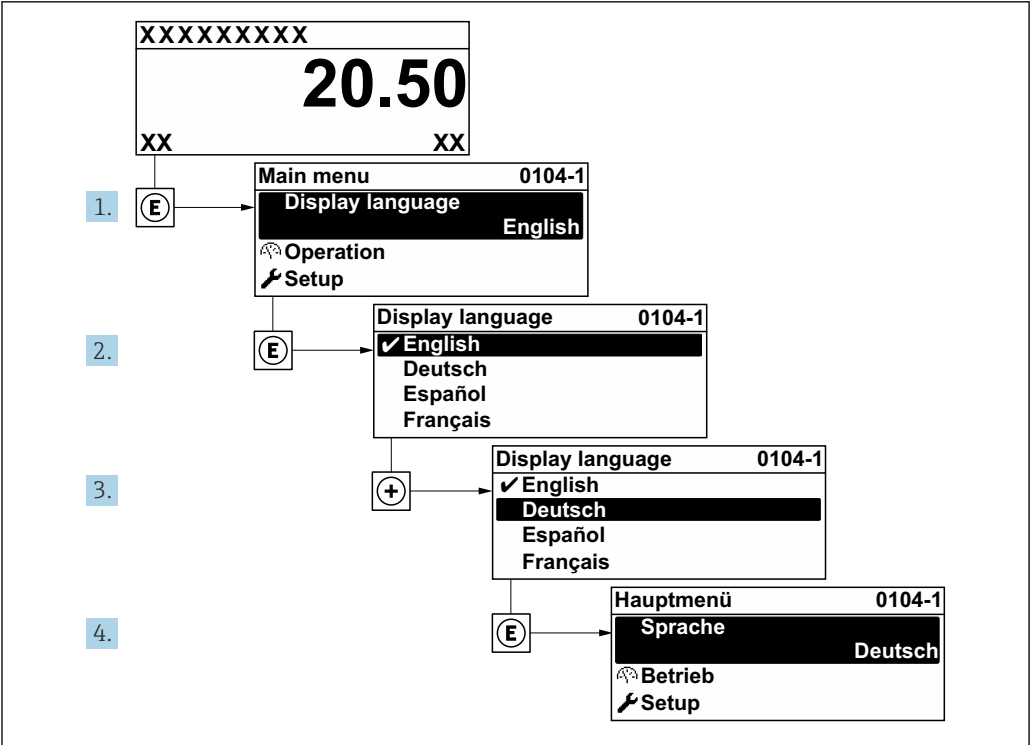 XXXXXXXXX
20.50
XX XX
1. E
Main menu 0104-1
Display language
English
Operation
Setup
2. E
Display language 0104-1
✔English
Deutsch
Español
Français
3. +
Display language 0104-1
✔English
Deutsch
Español
Français
4. E
Hauptmenü 0104-1
Sprache
Deutsch
Betrieb
Setup